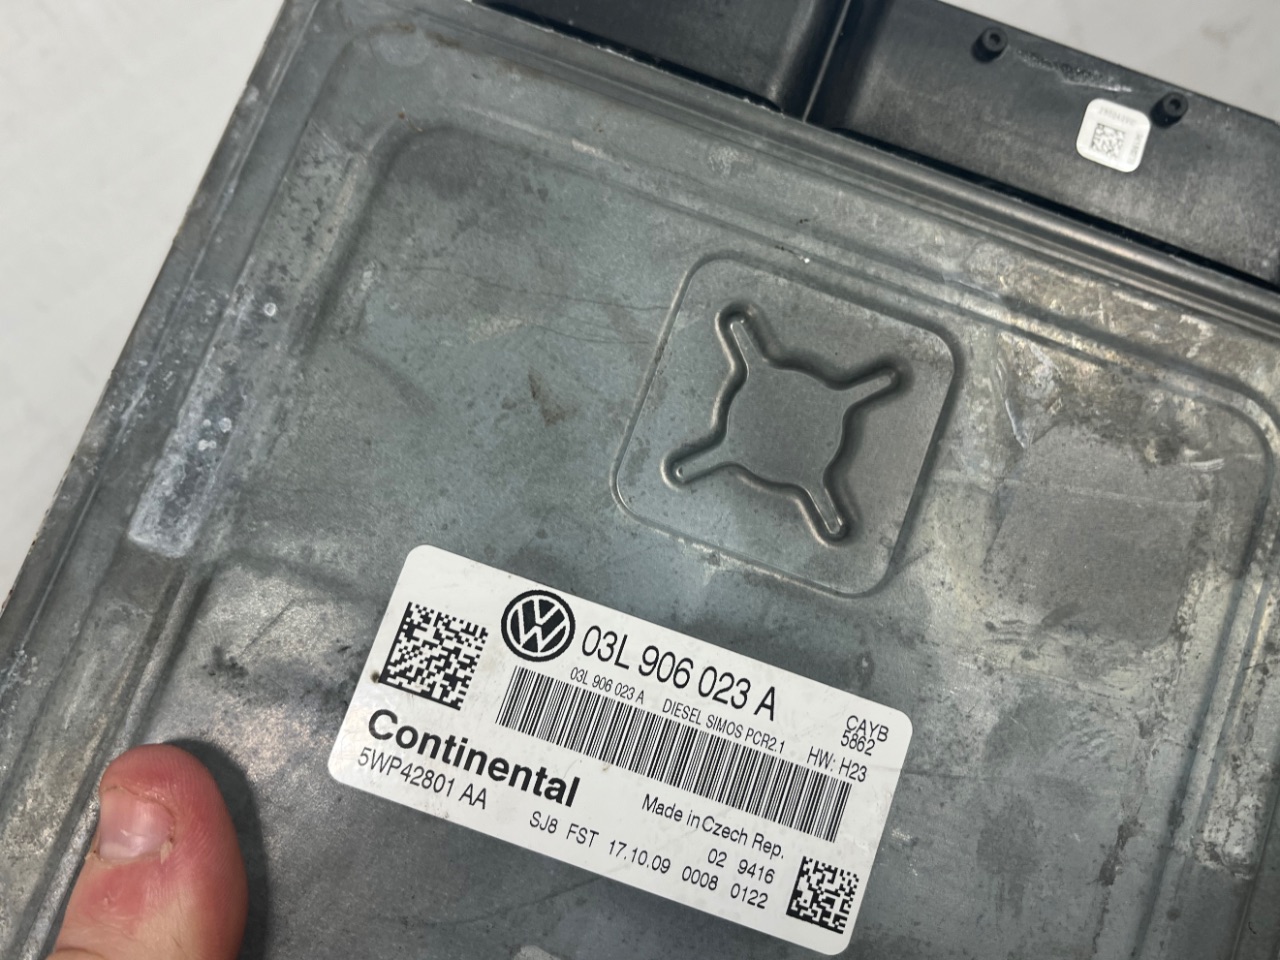 03L 906 023 A
03L 906 023 A DIESEL SIMOS PCR2.1
CAYB
5862
HW: H23
Continental
5WP42801 AA
Made in Czech Rep.
02 9416
SJ8 FST 17.10.09 0008 0122